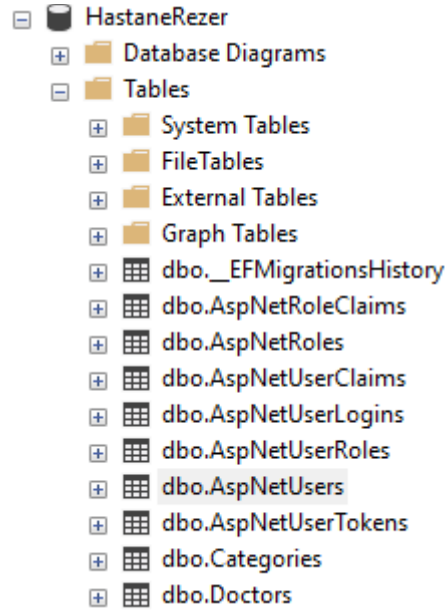 HastaneRezer
Database Diagrams
Tables
System Tables
FileTables
External Tables
Graph Tables
dbo.__EFMigrationsHistory
dbo.AspNetRoleClaims
dbo.AspNetRoles
dbo.AspNetUserClaims
dbo.AspNetUserLogins
dbo.AspNetUserRoles
dbo.AspNetUsers
dbo.AspNetUserTokens
dbo.Categories
dbo.Doctors